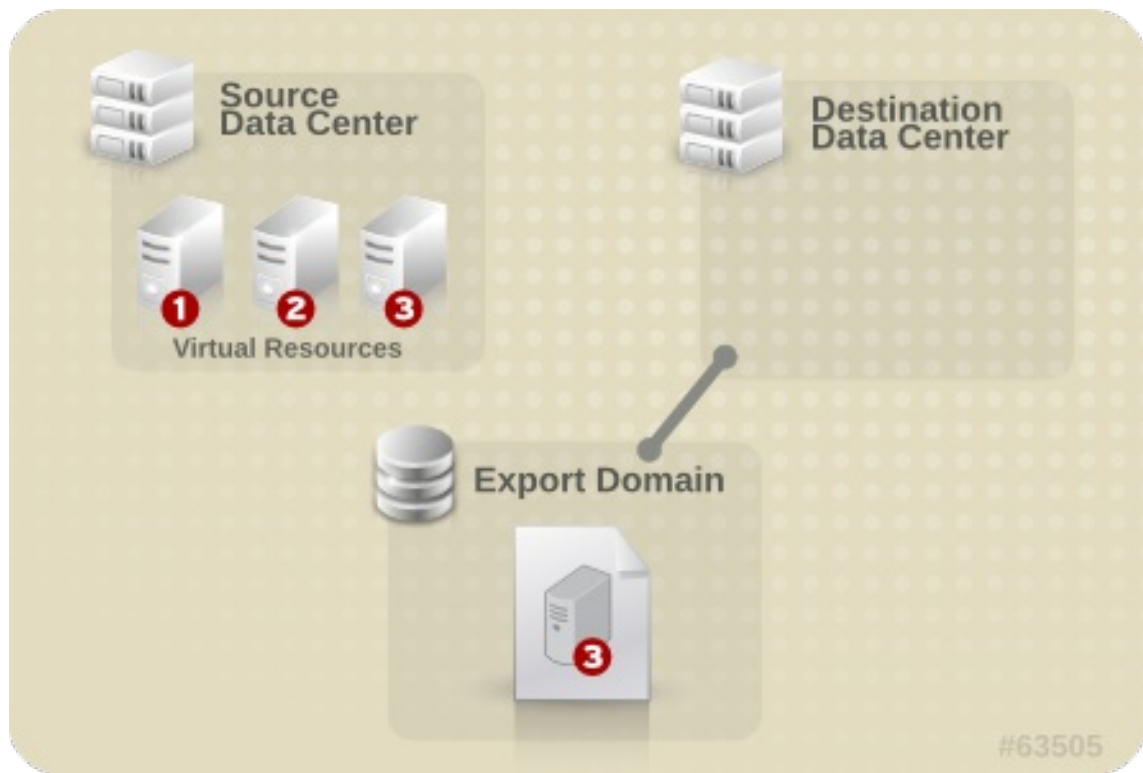 Source
Data Center
Destination
Data Center
1
2
3
Virtual Resources
Export Domain
3
#63505